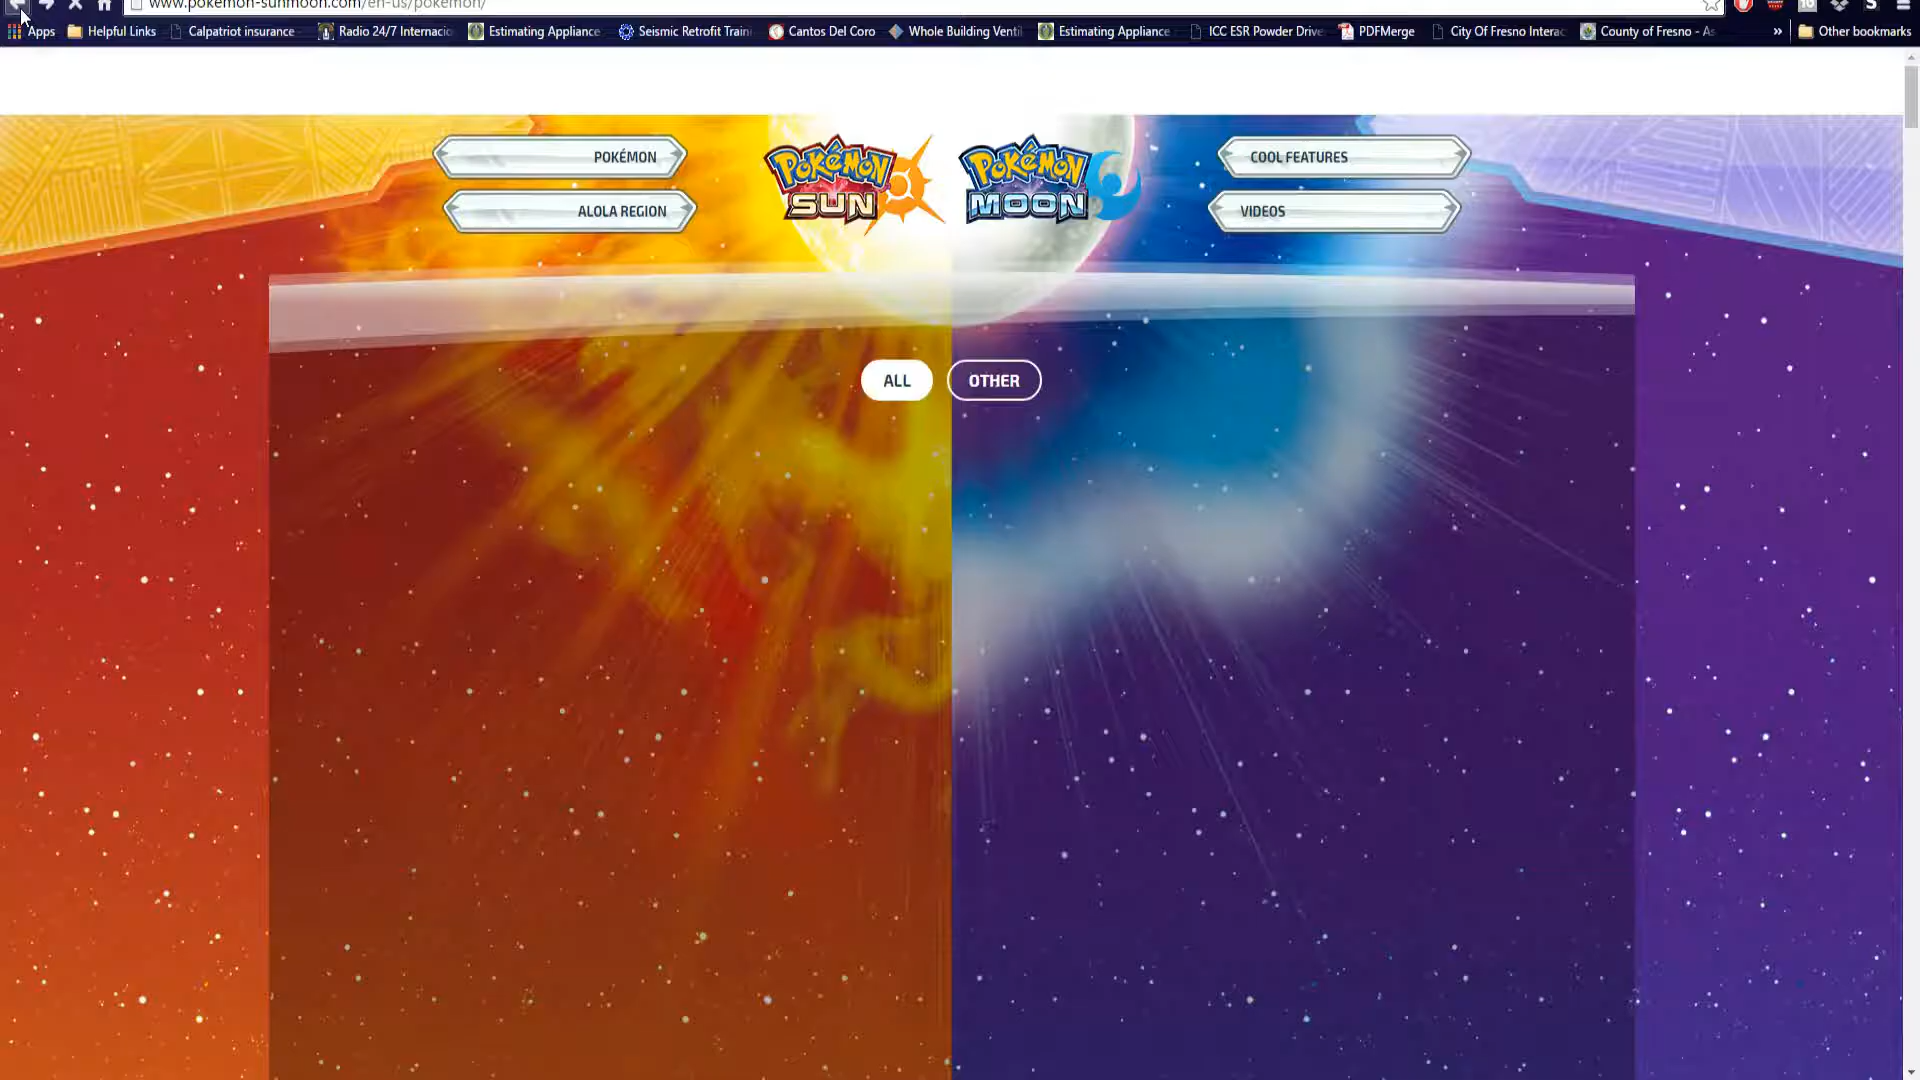 www.pokemon-sunmoon.com/en-us/pokemon/
Apps Helpful Links Calpatriot insurance Radio 24/7 Internacio Estimating Appliance Seismic Retrofit Traini Cantos Del Coro Whole Building Venti Estimating Appliance ICC ESR Powder Drive PDFMerge City Of Fresno Interac County of Fresno - As » Other bookmarks
POKÉMON
ALOLA REGION
Pokémon
SUN
Pokémon
MOON
COOL FEATURES
VIDEOS
ALL OTHER